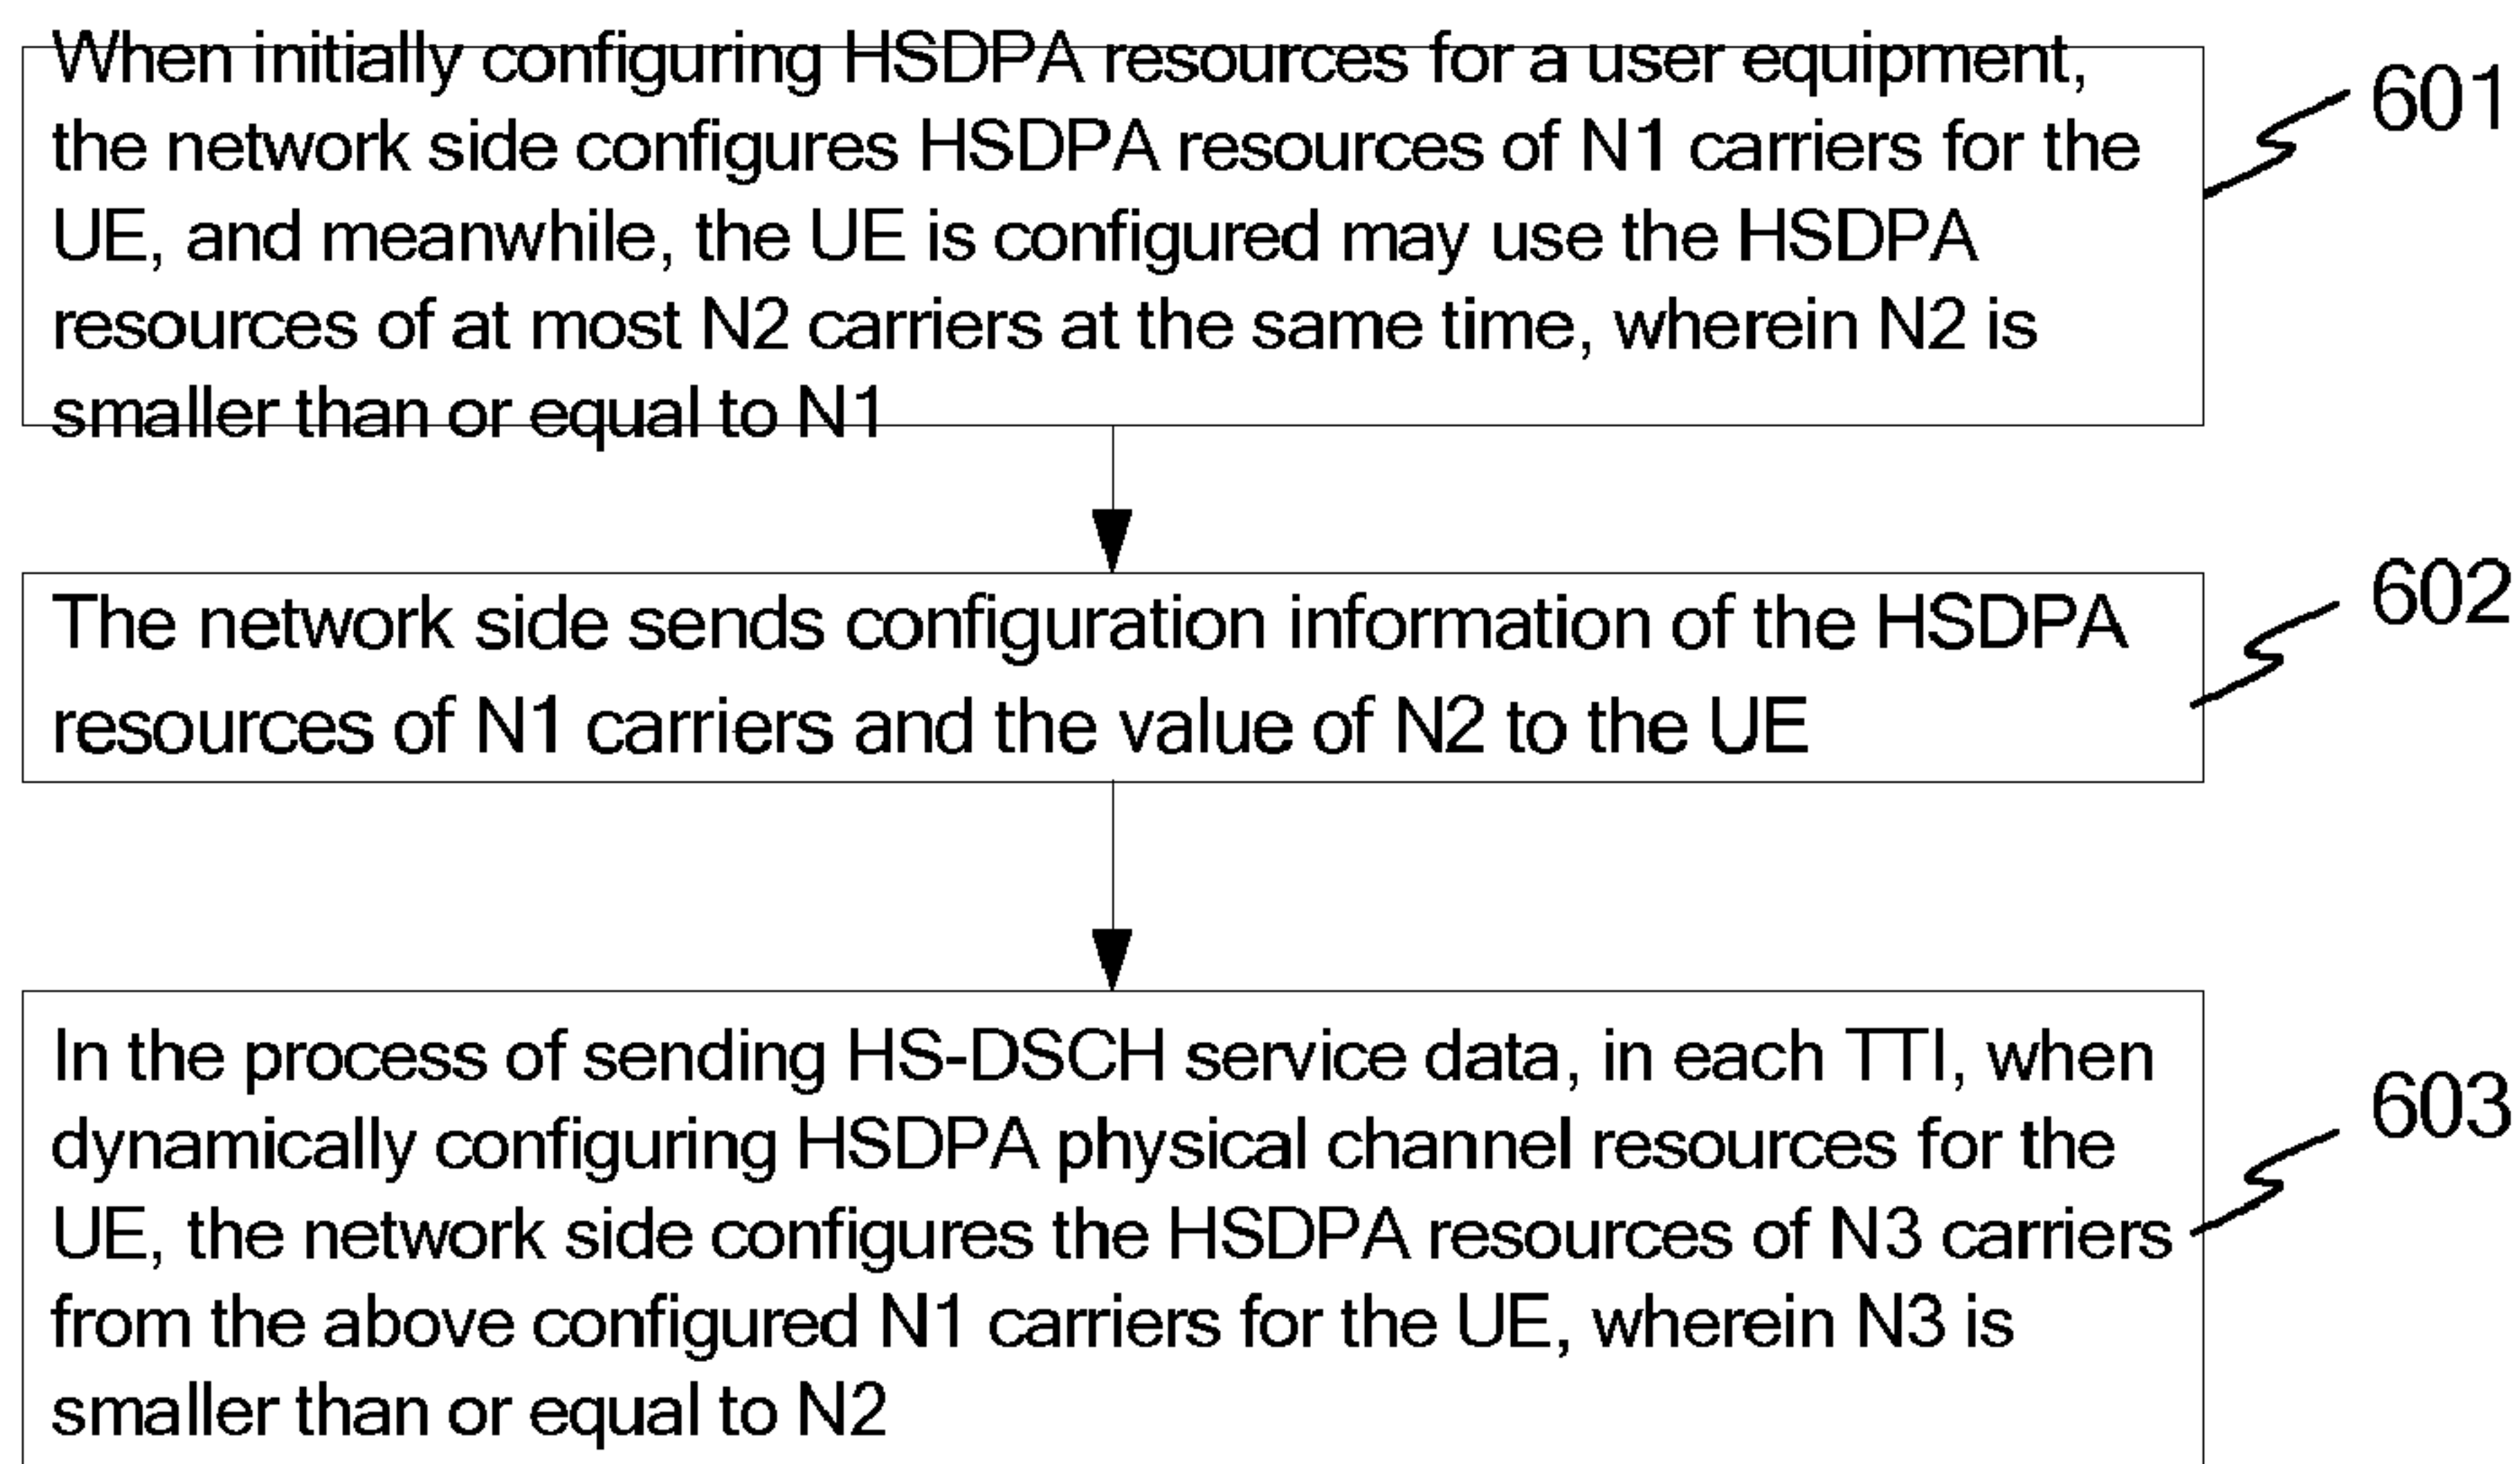 When initially configuring HSDPA resources for a user equipment,
the network side configures HSDPA resources of N1 carriers for the
UE, and meanwhile, the UE is configured may use the HSDPA
resources of at most N2 carriers at the same time, wherein N2 is
smaller than or equal to N1
601
The network side sends configuration information of the HSDPA
resources of N1 carriers and the value of N2 to the UE
602
In the process of sending HS-DSCH service data, in each TTI, when
dynamically configuring HSDPA physical channel resources for the
UE, the network side configures the HSDPA resources of N3 carriers
from the above configured N1 carriers for the UE, wherein N3 is
smaller than or equal to N2
603